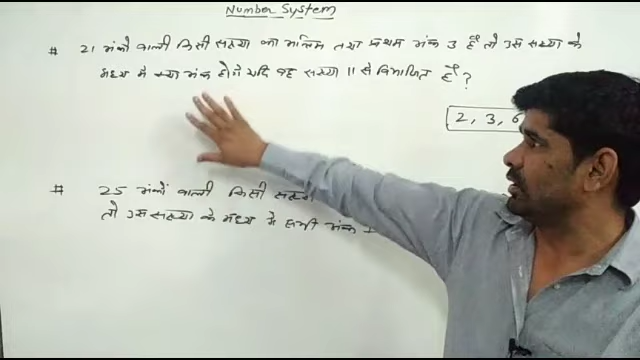 Number System
# 21 अंकों वाली किसी संख्या का अन्तिम तथा प्रथम अंक 3 है तो उस संख्या के
मध्य में क्या अंक होंगे यदि वह संख्या 11 से विभाजित है ?
2, 3, 6
# 25 अंकों वाली किसी संख्या
तो उस संख्या के मध्य में सभी अंक